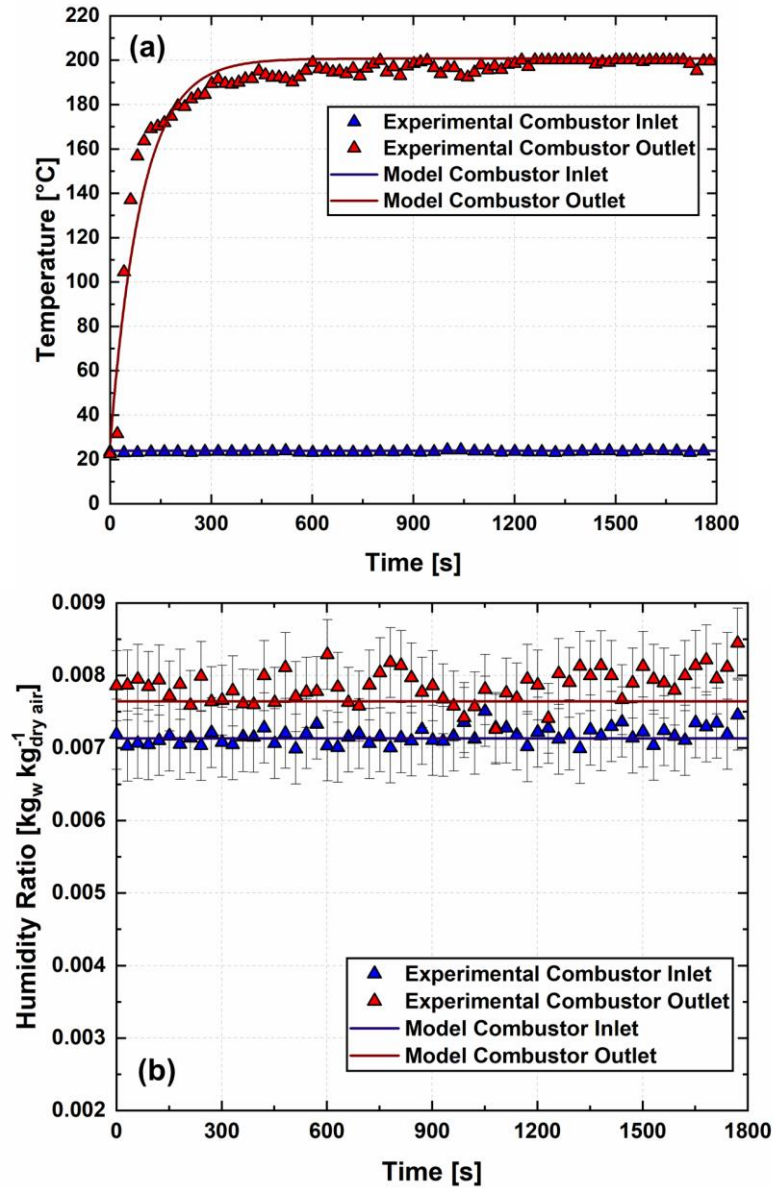 220
200
180
160
140
120
100
80
60
40
20
0
Temperature [°C]
(a)
Experimental Combustor Inlet
Experimental Combustor Outlet
Model Combustor Inlet
Model Combustor Outlet
0 300 600 900 1200 1500 1800
Time [s]
0.009
0.008
0.007
0.006
0.005
0.004
0.003
0.002
Humidity Ratio [kg_w kg^-1_dry air]
Experimental Combustor Inlet
Experimental Combustor Outlet
Model Combustor Inlet
Model Combustor Outlet
(b)
0 300 600 900 1200 1500 1800
Time [s]